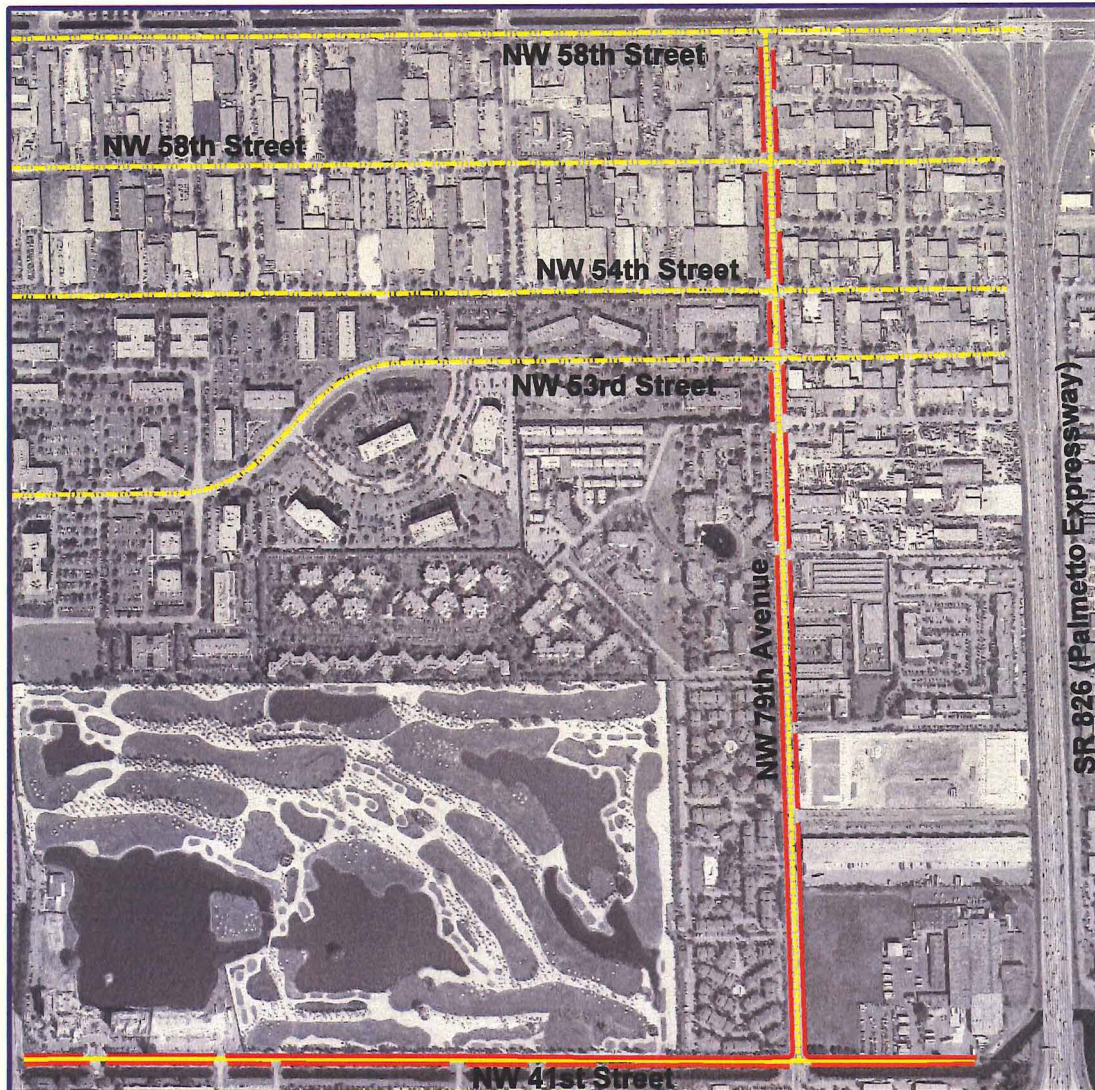 NW 58th Street
NW 58th Street
NW 54th Street
NW 53rd Street
NW 79th Avenue
SR 826 (Palmetto Expressway)
NW 41st Street